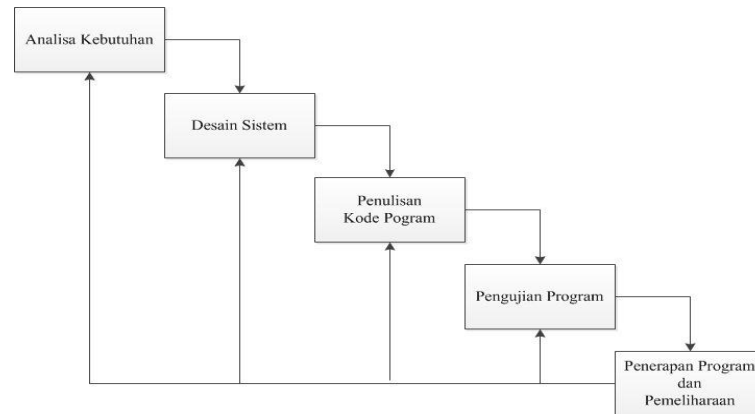 Analisa Kebutuhan
Desain Sistem
Penulisan
Kode Pogram
Pengujian Program
Penerapan Program
dan
Pemeliharaan